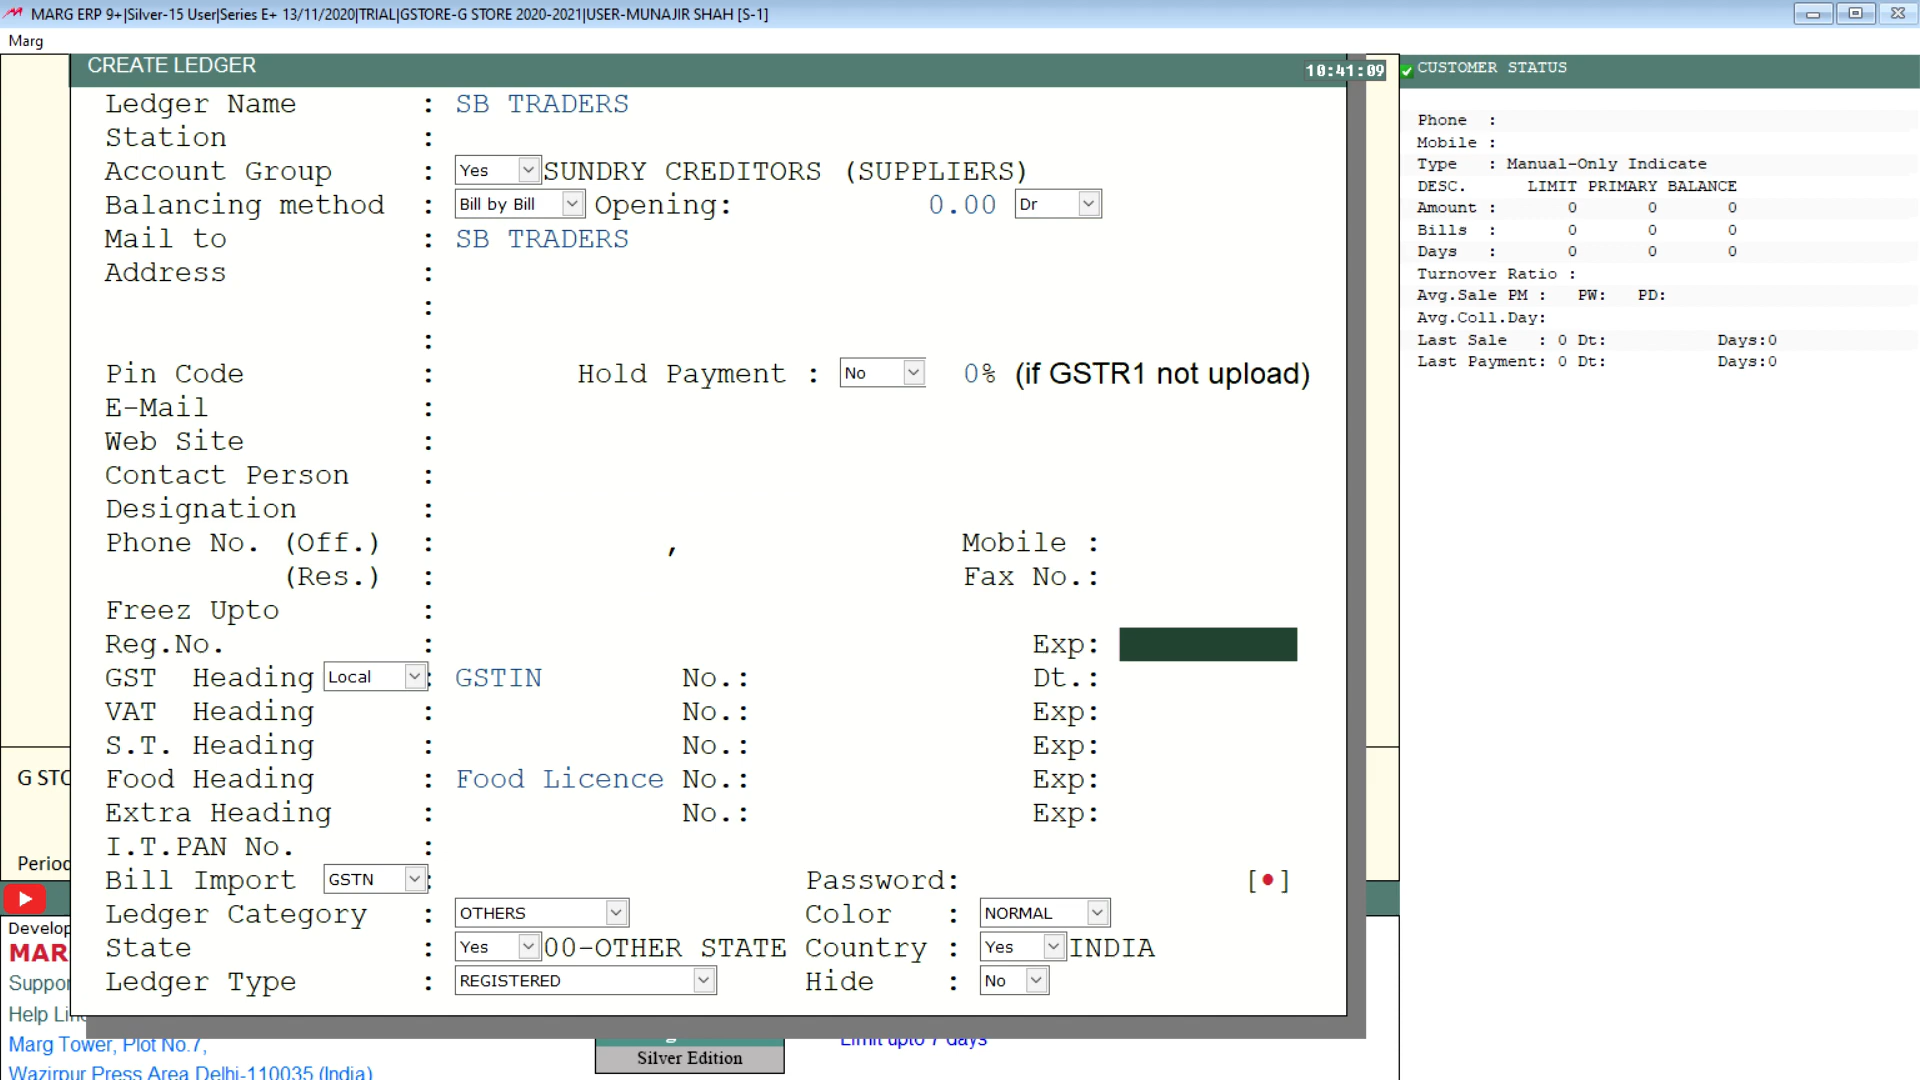 MARG ERP 9+|Silver-15 User|Series E+ 13/11/2020|TRIAL|GSTORE-G STORE 2020-2021|USER-MUNAJIR SHAH [S-1]
Marg
CREATE LEDGER
10:41:09
Ledger Name : SB TRADERS
Station :
Account Group : Yes SUNDRY CREDITORS (SUPPLIERS)
Balancing method : Bill by Bill Opening: 0.00 Dr
Mail to : SB TRADERS
Address :
:
:
Pin Code : Hold Payment : No 0% (if GSTR1 not upload)
E-Mail :
Web Site :
Contact Person :
Designation :
Phone No. (Off.) : , Mobile :
(Res.) : Fax No.:
Freez Upto :
Reg.No. : Exp:
GST Heading Local : GSTIN No.: Dt.:
VAT Heading : No.: Exp:
S.T. Heading : No.: Exp:
Food Heading : Food Licence No.: Exp:
Extra Heading : No.: Exp:
I.T.PAN No. :
Bill Import GSTN : Password: [•]
Ledger Category : OTHERS Color : NORMAL
State : Yes 00-OTHER STATE Country : Yes INDIA
Ledger Type : REGISTERED Hide : No
CUSTOMER STATUS
Phone :
Mobile :
Type : Manual-Only Indicate
DESC. LIMIT PRIMARY BALANCE
Amount : 0 0 0
Bills : 0 0 0
Days : 0 0 0
Turnover Ratio :
Avg.Sale PM : PW: PD:
Avg.Coll.Day:
Last Sale : 0 Dt: Days:0
Last Payment: 0 Dt: Days:0
G STO
Period
Develop
MAR
Suppor
Help Line
Marg Tower, Plot No.7,
Wazirpur Press Area Delhi-110035 (India)
Silver Edition
Limit upto 7 days